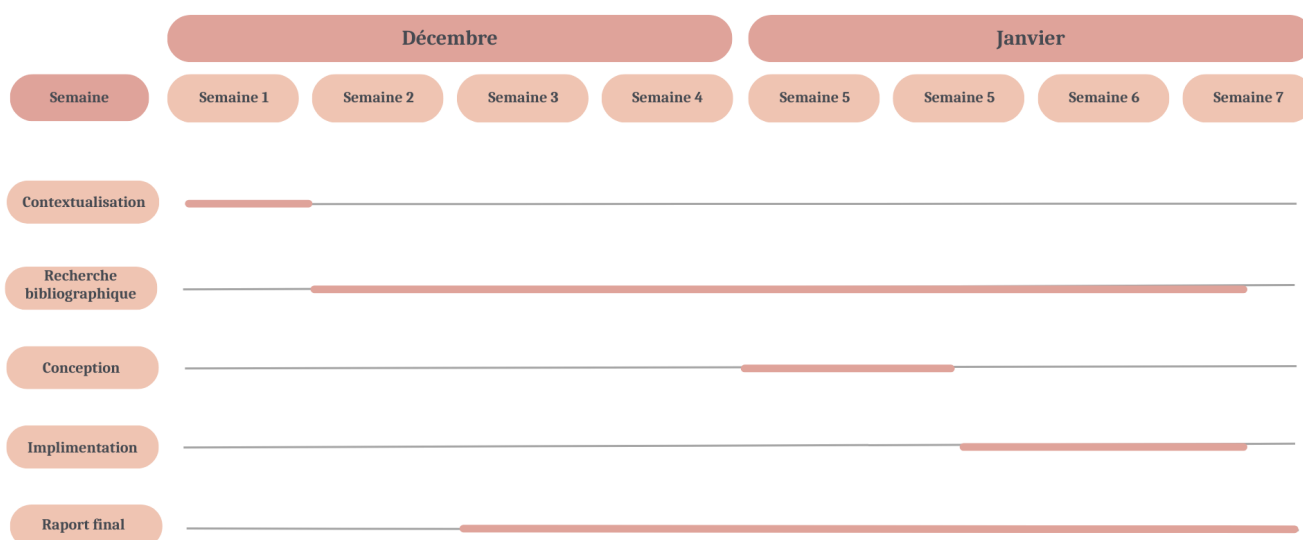 Décembre
Janvier
Semaine
Semaine 1
Semaine 2
Semaine 3
Semaine 4
Semaine 5
Semaine 5
Semaine 6
Semaine 7
Contextualisation
Recherche
bibliographique
Conception
Implimentation
Raport final